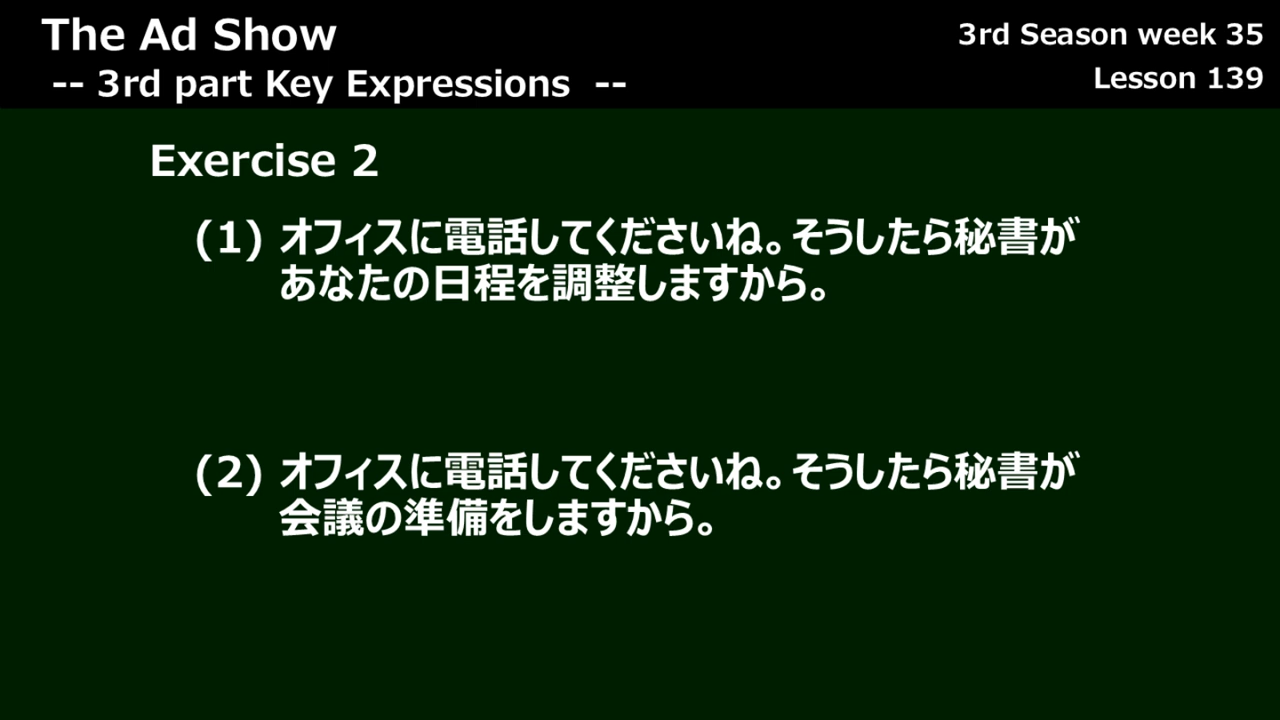 The Ad Show
3rd Season week 35
-- 3rd part Key Expressions --
Lesson 139
Exercise 2
(1) オフィスに電話してくださいね。そうしたら秘書が
あなたの日程を調整しますから。
(2) オフィスに電話してくださいね。そうしたら秘書が
会議の準備をしますから。